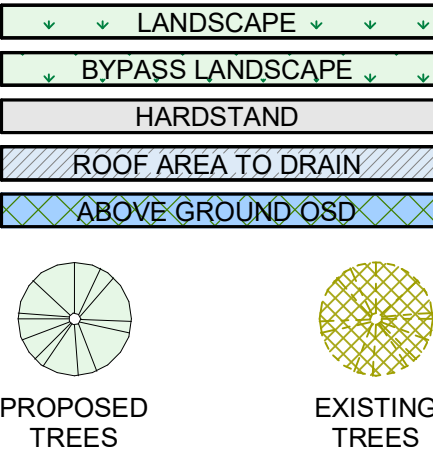 LANDSCAPE
BYPASS LANDSCAPE
HARDSTAND
ROOF AREA TO DRAIN
ABOVE GROUND OSD
PROPOSED
TREES
EXISTING
TREES